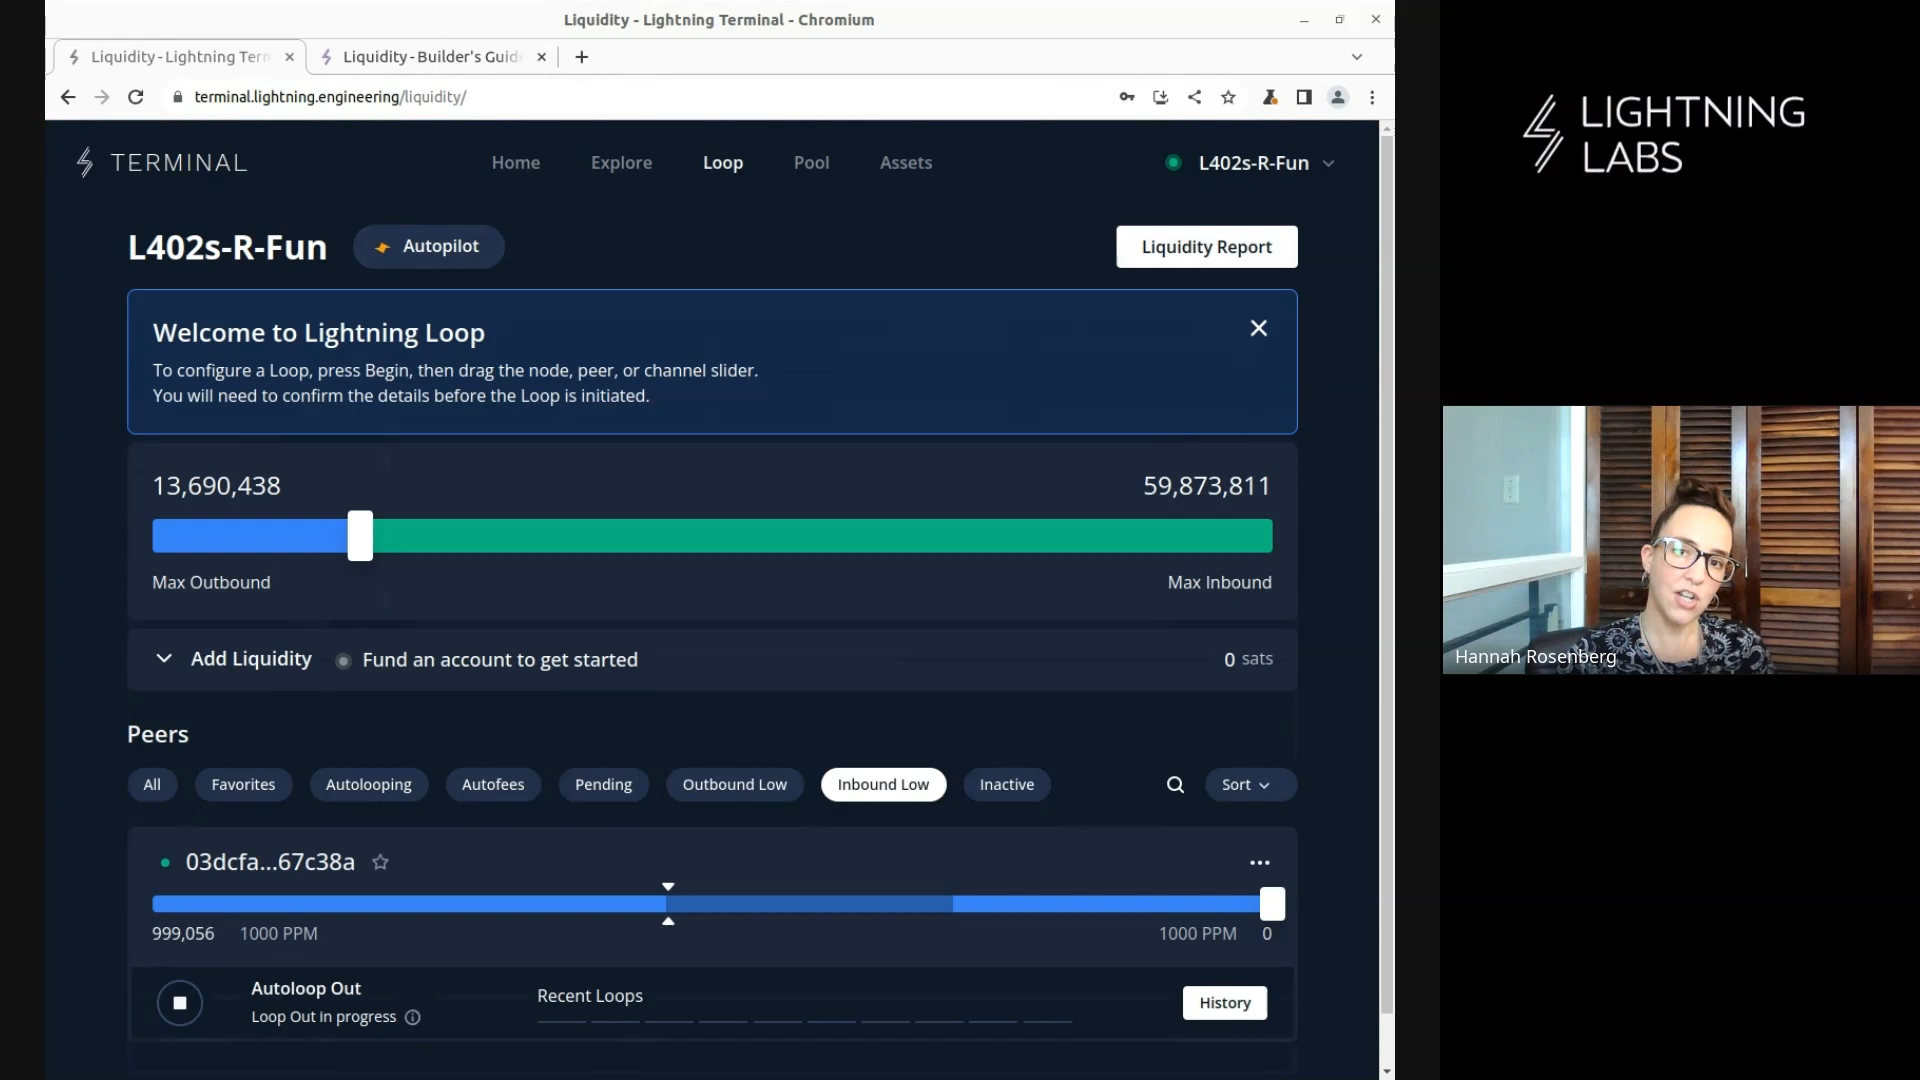 Liquidity - Lightning Terminal - Chromium
Liquidity - Lightning Term
Liquidity - Builder's Guide
terminal.lightning.engineering/liquidity/
TERMINAL
Home
Explore
Loop
Pool
Assets
L402s-R-Fun
L402s-R-Fun
Autopilot
Liquidity Report
Welcome to Lightning Loop
To configure a Loop, press Begin, then drag the node, peer, or channel slider.
You will need to confirm the details before the Loop is initiated.
13,690,438
59,873,811
Max Outbound
Max Inbound
Add Liquidity
Fund an account to get started
0 sats
Peers
All
Favorites
Autolooping
Autofees
Pending
Outbound Low
Inbound Low
Inactive
Sort
03dcfa...67c38a
999,056
1000 PPM
1000 PPM
0
Autoloop Out
Loop Out In progress
Recent Loops
History
LIGHTNING
LABS
Hannah Rosenberg